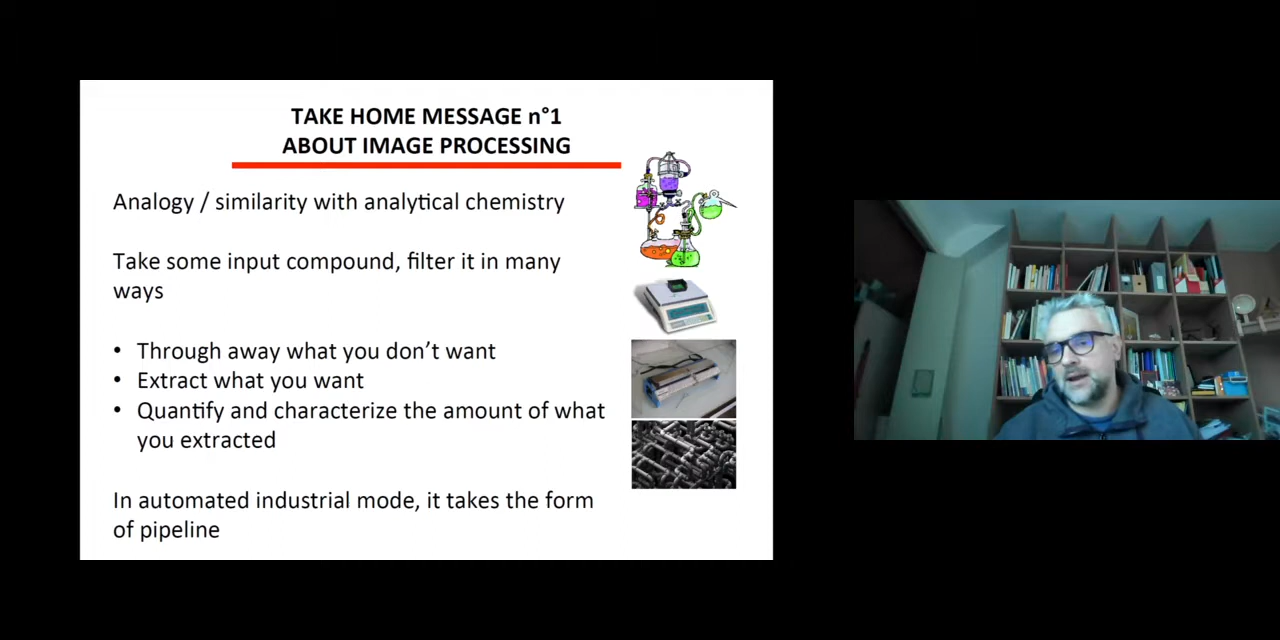 TAKE HOME MESSAGE n°1
ABOUT IMAGE PROCESSING
Analogy / similarity with analytical chemistry
Take some input compound, filter it in many
ways
• Through away what you don’t want
• Extract what you want
• Quantify and characterize the amount of what
you extracted
In automated industrial mode, it takes the form
of pipeline